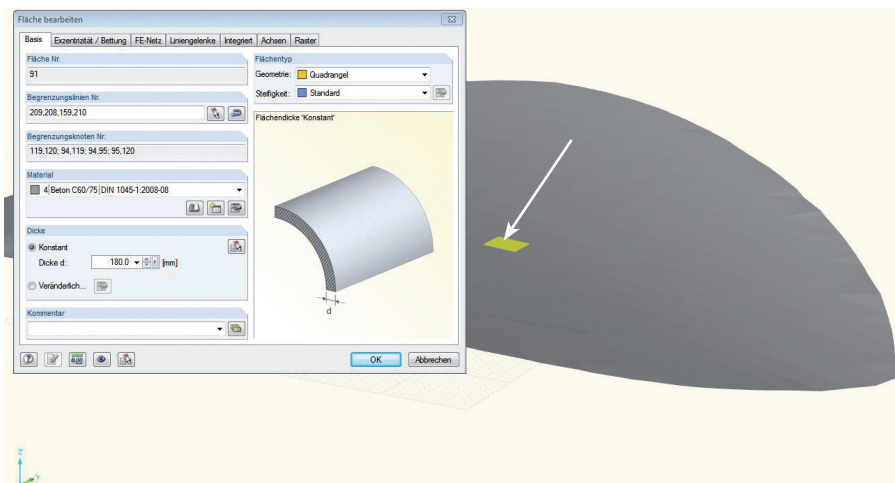 Fläche bearbeiten
Basis Exzentrizität / Bettung FE-Netz Liniengelenke Integriert Achsen Raster
Fläche Nr.
91
Begrenzungslinien Nr.
209,208,159,210
Begrenzungsknoten Nr.
119,120; 94,119; 94,95; 95,120
Material
4 Beton C60/75 DIN 1045-1:2008-08
Dicke
Konstant
Dicke d: 180.0 [mm]
Veränderlich...
Kommentar
Flächentyp
Geometrie: Quadrangel
Steifigkeit: Standard
Flächendicke 'Konstant'
d
OK Abbrechen
z
y